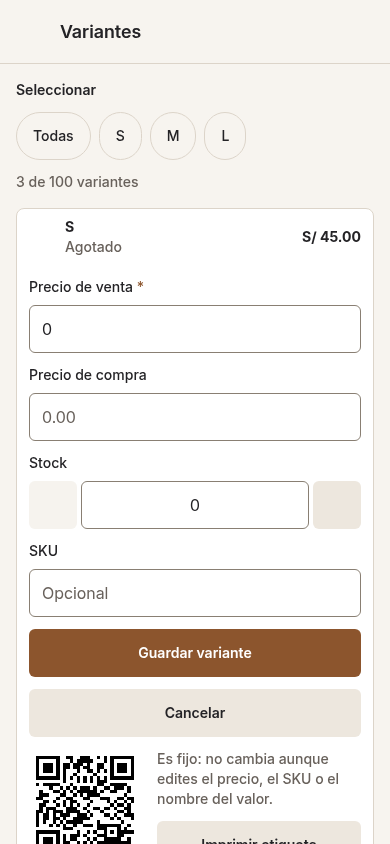 Variantes
Seleccionar
Todas S M L
3 de 100 variantes
S
Agotado
S/ 45.00
Precio de venta *
0
Precio de compra
0.00
Stock
0
SKU
Opcional
Guardar variante
Cancelar
Es fijo: no cambia aunque
edites el precio, el SKU o el
nombre del valor.
Imprimir etiqueta